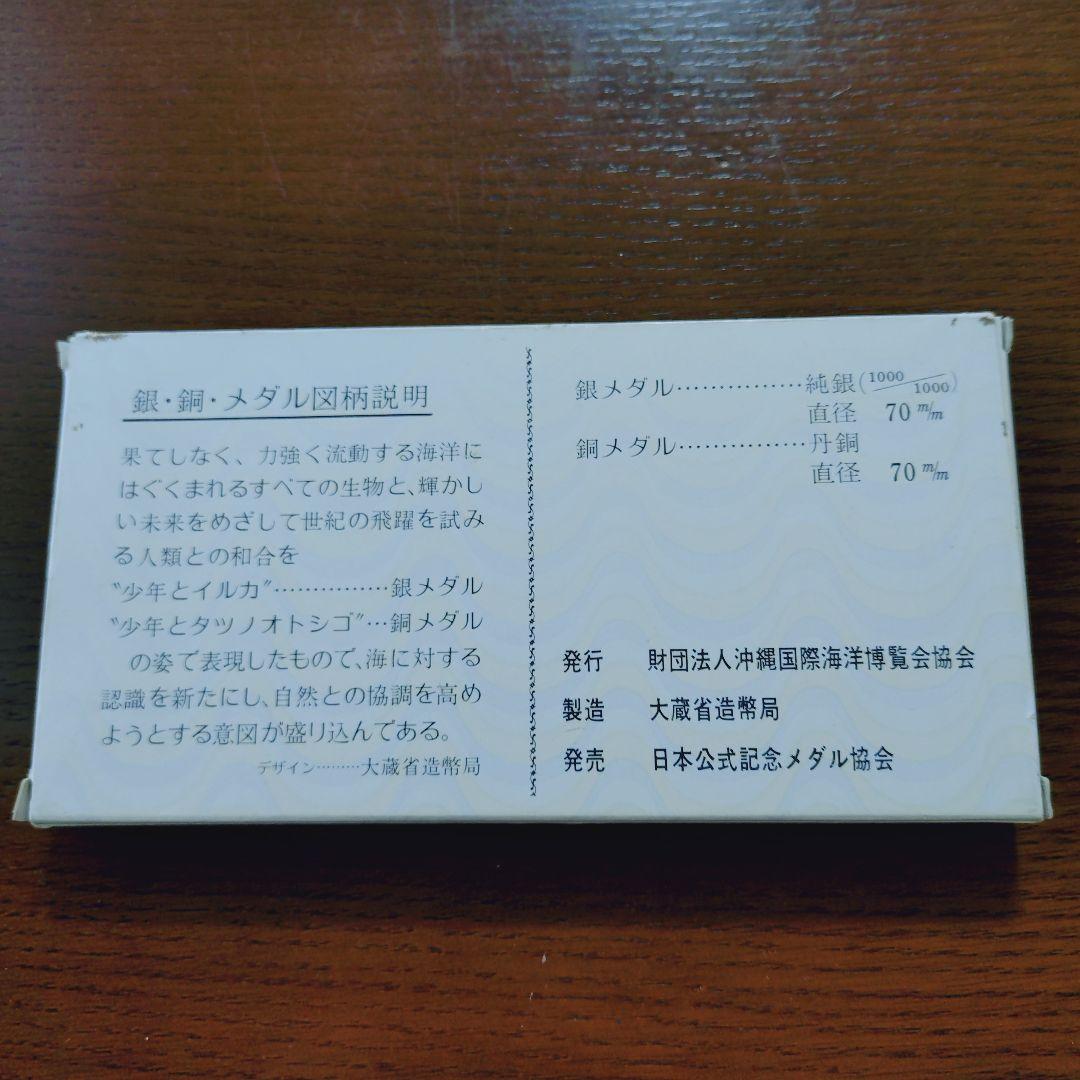 銀・銅・メダル図柄説明
果てしなく、力強く流動する海洋に
はぐくまれるすべての生物と、輝かし
い未来をめざして世紀の飛躍を試み
る人類との和合を
〝少年とイルカ〞……………銀メダル
〝少年とタツノオトシゴ〞…銅メダル
の姿で表現したもので、海に対する
認識を新たにし、自然との協調を高め
ようとする意図が盛り込んである。
デザイン………大蔵省造幣局
銀メダル……………純銀(1000/1000)
直径 70 m/m
銅メダル……………丹銅
直径 70 m/m
発行 財団法人沖縄国際海洋博覧会協会
製造 大蔵省造幣局
発売 日本公式記念メダル協会